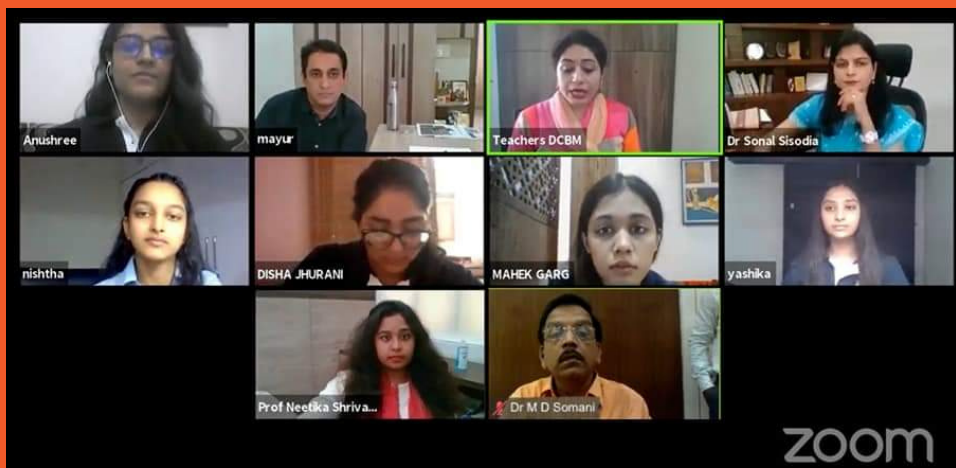 Anushree
mayur
Teachers DCBM
Dr Sonal Sisodia
nishtha
DISHA JHURANI
MAHEK GARG
yashika
Prof Neetika Shriva...
Dr M D Somani
zoom